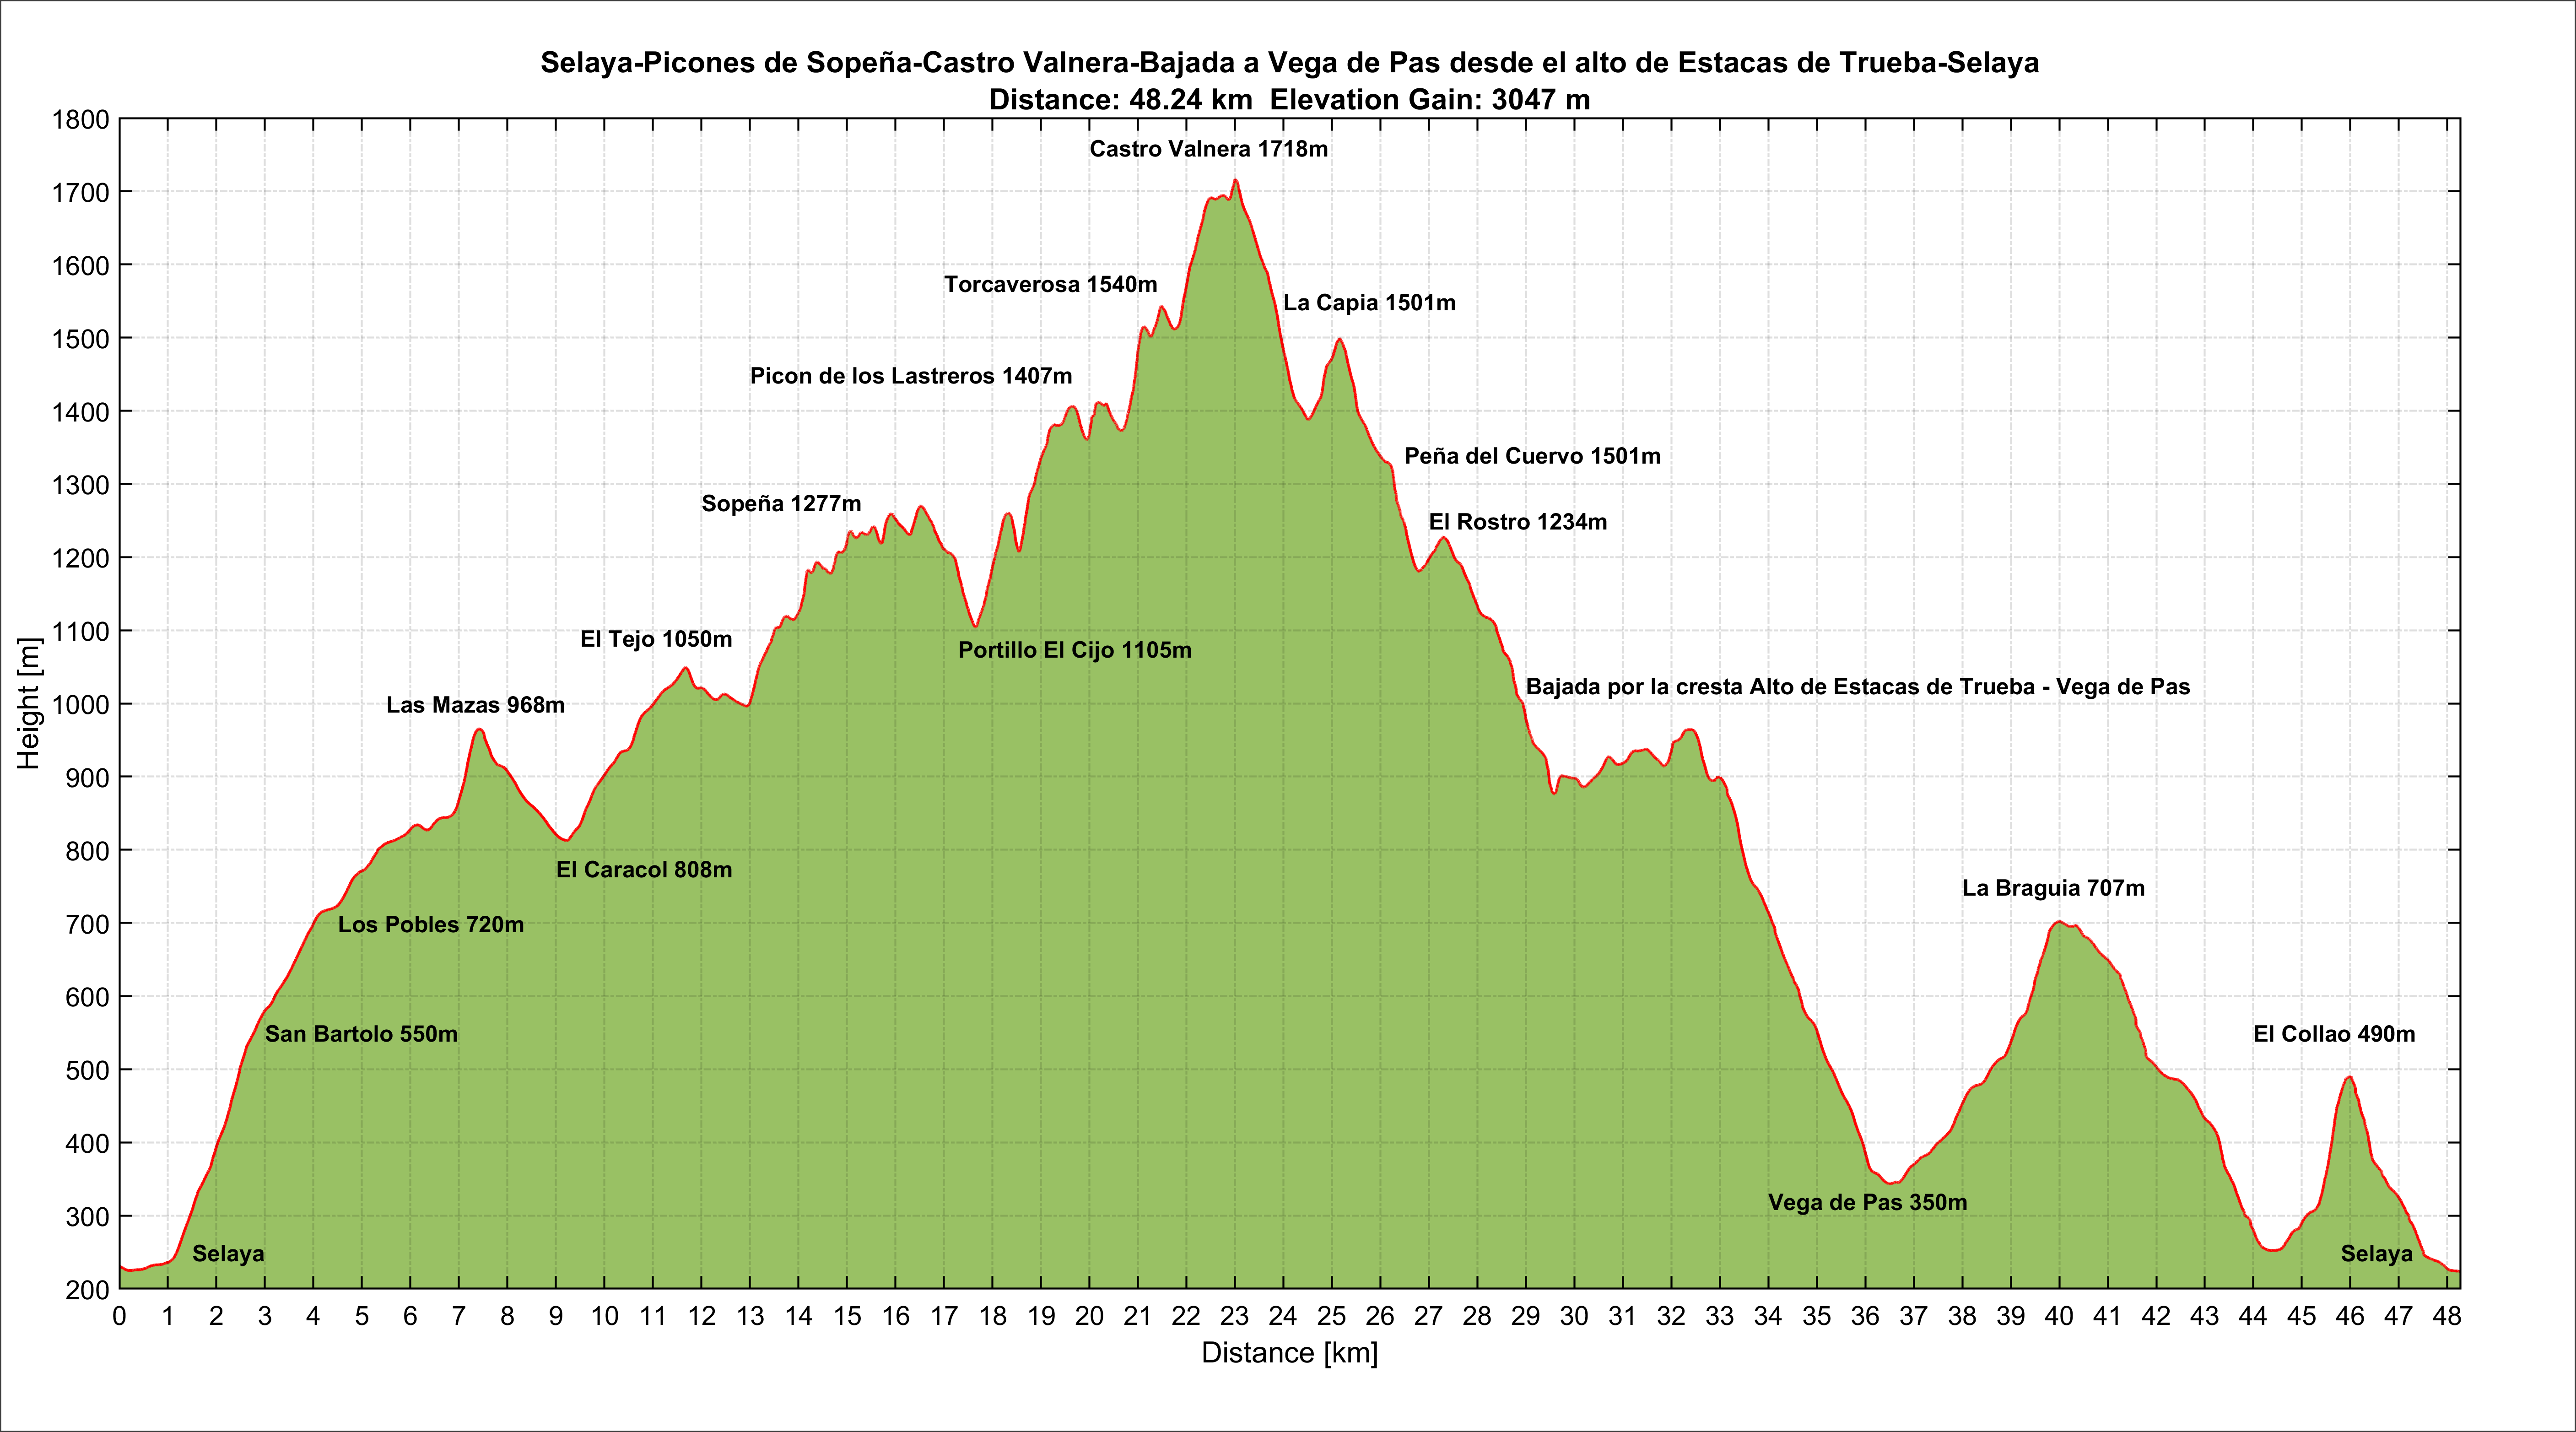 Selaya-Picones de Sopeña-Castro Valnera-Bajada a Vega de Pas desde el alto de Estacas de Trueba-Selaya
Distance: 48.24 km  Elevation Gain: 3047 m
1800
Castro Valnera 1718m
1700
1600
Torcaverosa 1540m
La Capia 1501m
1500
Picon de los Lastreros 1407m
1400
Peña del Cuervo 1501m
1300
Sopeña 1277m
El Rostro 1234m
1200
1100
El Tejo 1050m
Portillo El Cijo 1105m
Bajada por la cresta Alto de Estacas de Trueba - Vega de Pas
1000
Las Mazas 968m
Height [m]
900
800
El Caracol 808m
La Braguia 707m
700
Los Pobles 720m
600
San Bartolo 550m
El Collao 490m
500
400
300
Vega de Pas 350m
Selaya
Selaya
200
0 1 2 3 4 5 6 7 8 9 10 11 12 13 14 15 16 17 18 19 20 21 22 23 24 25 26 27 28 29 30 31 32 33 34 35 36 37 38 39 40 41 42 43 44 45 46 47 48
Distance [km]